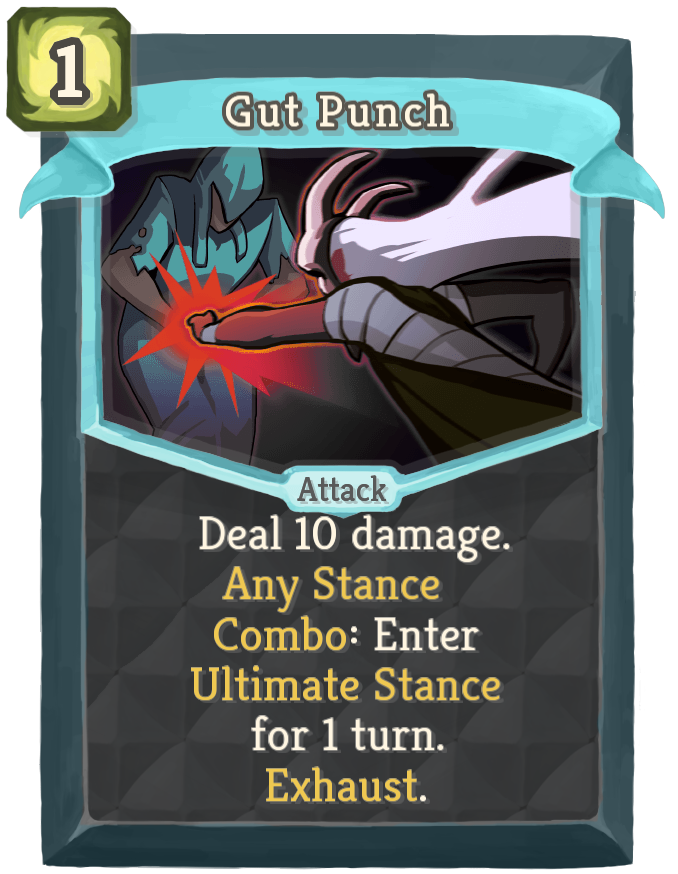 1
Gut Punch
Attack
Deal 10 damage.
Any Stance
Combo: Enter
Ultimate Stance
for 1 turn.
Exhaust.